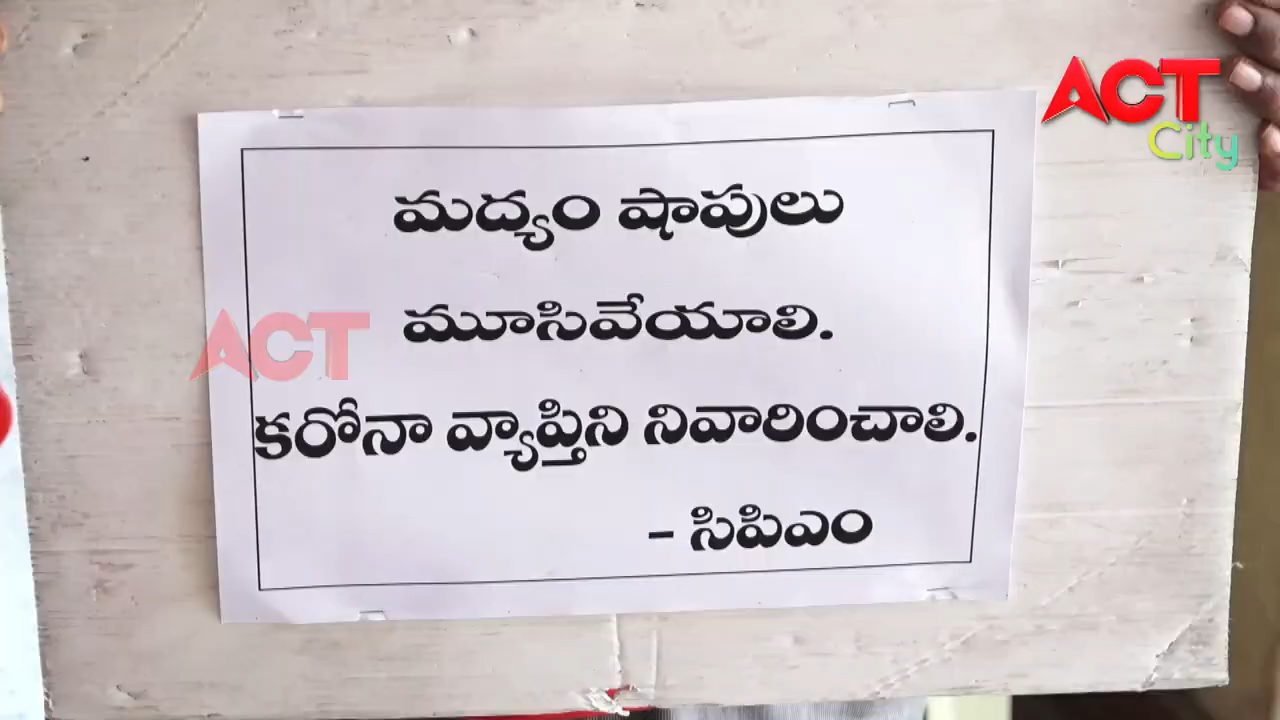 ACT
City
మద్యం షాపులు
మూసివేయాలి.
ACT
కరోనా వ్యాప్తిని నివారించాలి.
- సిపిఎం